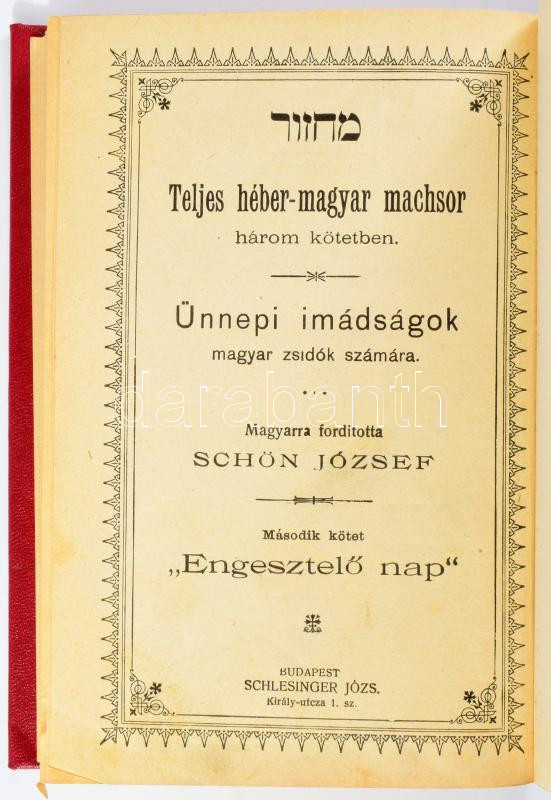 מחזור
Teljes héber-magyar machsor
három kötetben.
Ünnepi imádságok
magyar zsidók számára.
Magyarra forditotta
SCHÖN JÓZSEF
Második kötet
„Engesztelő nap“
BUDAPEST
SCHLESINGER JÓZS.
Király-utcza 1. sz.
darabanth